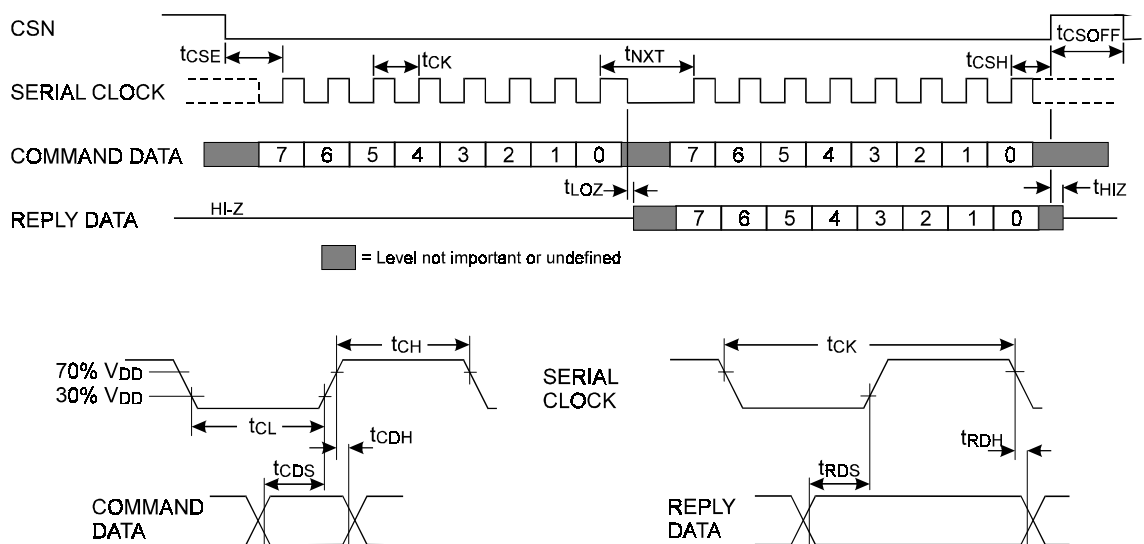 CSN
tCSOFF
tCSE
tCK
tNXT
tCSH
SERIAL CLOCK
COMMAND DATA
7 6 5 4 3 2 1 0
7 6 5 4 3 2 1 0
tLOZ
tHIZ
REPLY DATA
HI-Z
7 6 5 4 3 2 1 0
= Level not important or undefined
tCH
70% VDD
30% VDD
tCL
tCDH
tCDS
COMMAND
DATA
tCK
SERIAL
CLOCK
tRDH
tRDS
REPLY
DATA